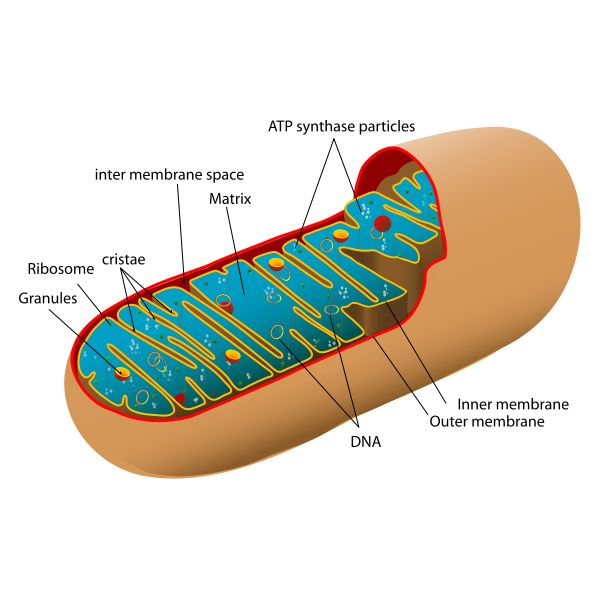 ATP synthase particles
inter membrane space
Matrix
cristae
Ribosome
Granules
Inner membrane
Outer membrane
DNA